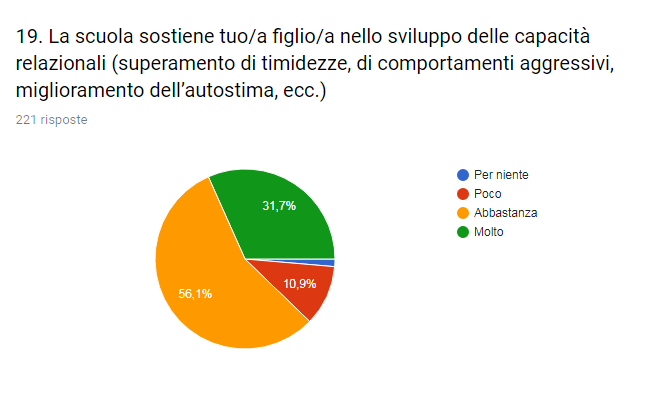 19. La scuola sostiene tuo/a figlio/a nello sviluppo delle capacità
relazionali (superamento di timidezze, di comportamenti aggressivi,
miglioramento dell'autostima, ecc.)
221 risposte
Per niente
Poco
Abbastanza
Molto
31,7%
10,9%
56,1%